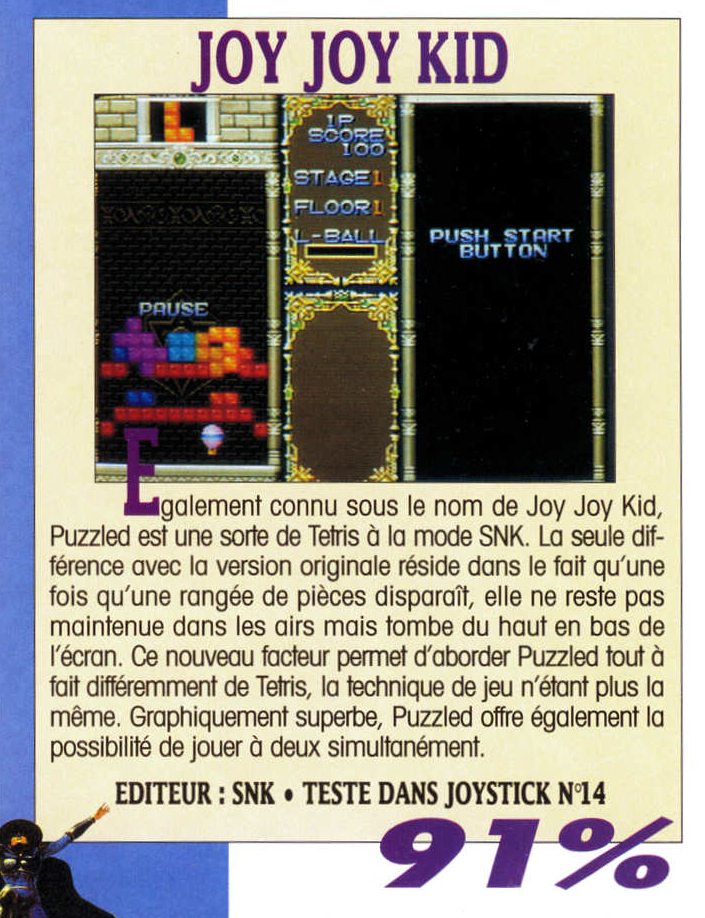 JOY JOY KID
1P
SCORE
100
STAGE1
FLOOR1
L-BALL
PUSH START
BUTTON
PAUSE
Egalement connu sous le nom de Joy Joy Kid,
Puzzled est une sorte de Tetris à la mode SNK. La seule dif-
férence avec la version originale réside dans le fait qu'une
fois qu'une rangée de pièces disparaît, elle ne reste pas
maintenue dans les airs mais tombe du haut en bas de
l'écran. Ce nouveau facteur permet d'aborder Puzzled tout à
fait différemment de Tetris, la technique de jeu n'étant plus la
même. Graphiquement superbe, Puzzled offre également la
possibilité de jouer à deux simultanément.
EDITEUR : SNK • TESTE DANS JOYSTICK N°14
91%